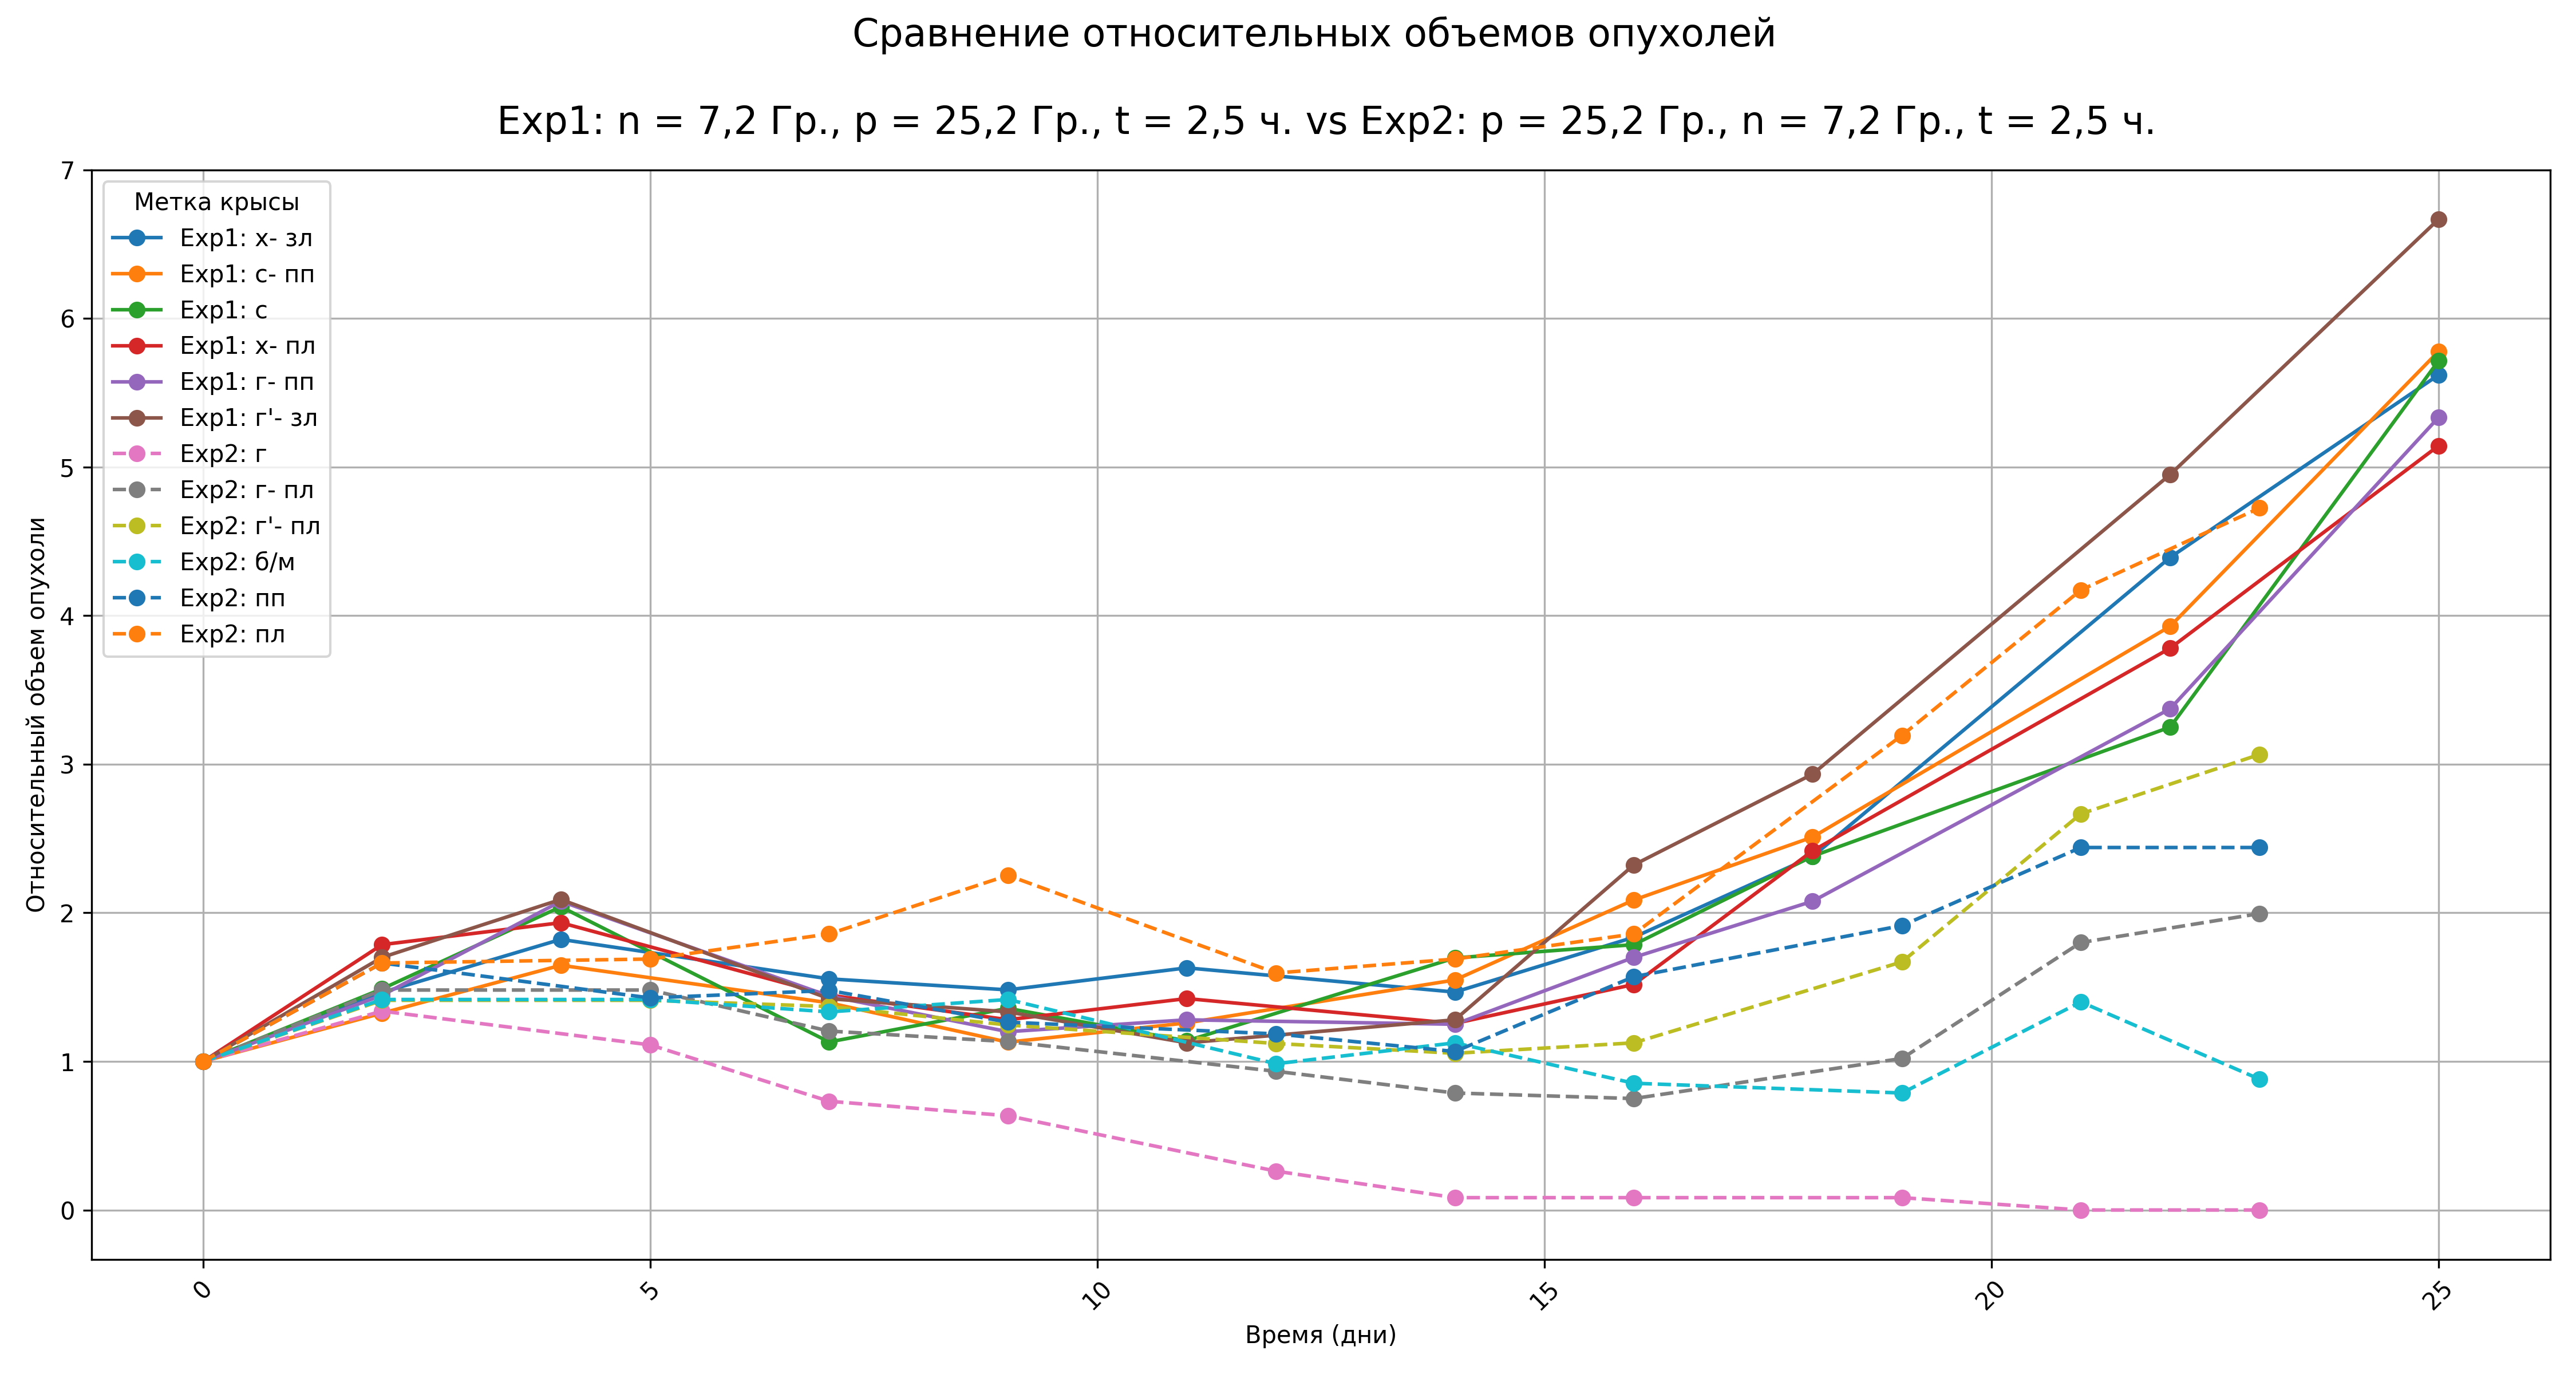 Сравнение относительных объемов опухолей
Exp1: n = 7,2 Гр., p = 25,2 Гр., t = 2,5 ч. vs Exp2: p = 25,2 Гр., n = 7,2 Гр., t = 2,5 ч.
Метка крысы
Exp1: х- зл
Exp1: с- пп
Exp1: с
Exp1: х- пл
Exp1: г- пп
Exp1: г'- зл
Exp2: г
Exp2: г- пл
Exp2: г'- пл
Exp2: б/м
Exp2: пп
Exp2: пл
Относительный объем опухоли
7
6
5
4
3
2
1
0
0
5
10
15
20
25
Время (дни)